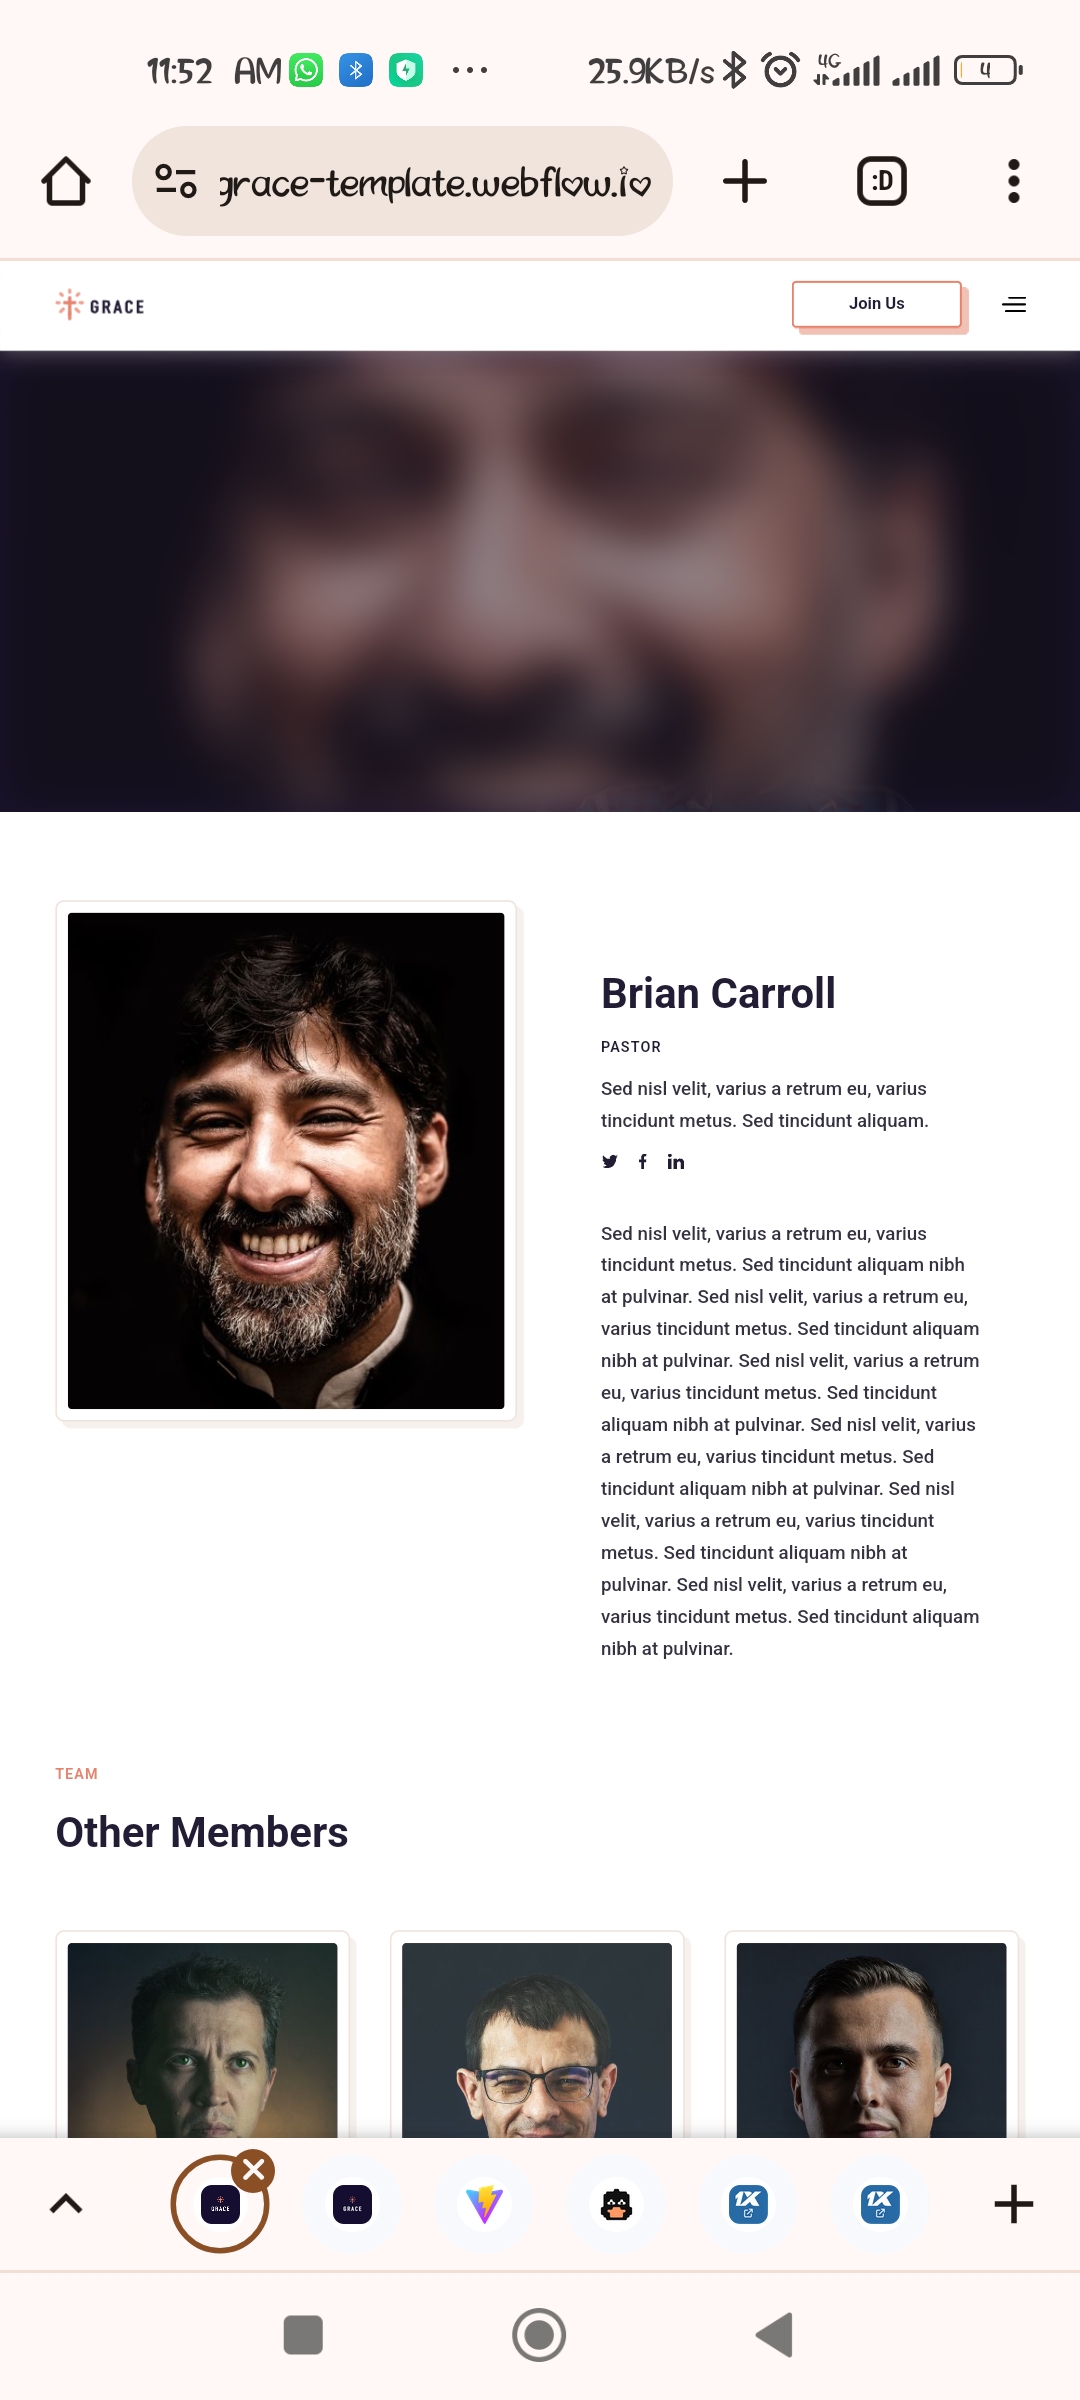 11:52 AM
25.9KB/s
4G
4
grace-template.webflow.io
:D
GRACE
Join Us
Brian Carroll
PASTOR
Sed nisl velit, varius a retrum eu, varius
tincidunt metus. Sed tincidunt aliquam.
Sed nisl velit, varius a retrum eu, varius
tincidunt metus. Sed tincidunt aliquam nibh
at pulvinar. Sed nisl velit, varius a retrum eu,
varius tincidunt metus. Sed tincidunt aliquam
nibh at pulvinar. Sed nisl velit, varius a retrum
eu, varius tincidunt metus. Sed tincidunt
aliquam nibh at pulvinar. Sed nisl velit, varius
a retrum eu, varius tincidunt metus. Sed
tincidunt aliquam nibh at pulvinar. Sed nisl
velit, varius a retrum eu, varius tincidunt
metus. Sed tincidunt aliquam nibh at
pulvinar. Sed nisl velit, varius a retrum eu,
varius tincidunt metus. Sed tincidunt aliquam
nibh at pulvinar.
TEAM
Other Members
GRACE
GRACE
1X
1X